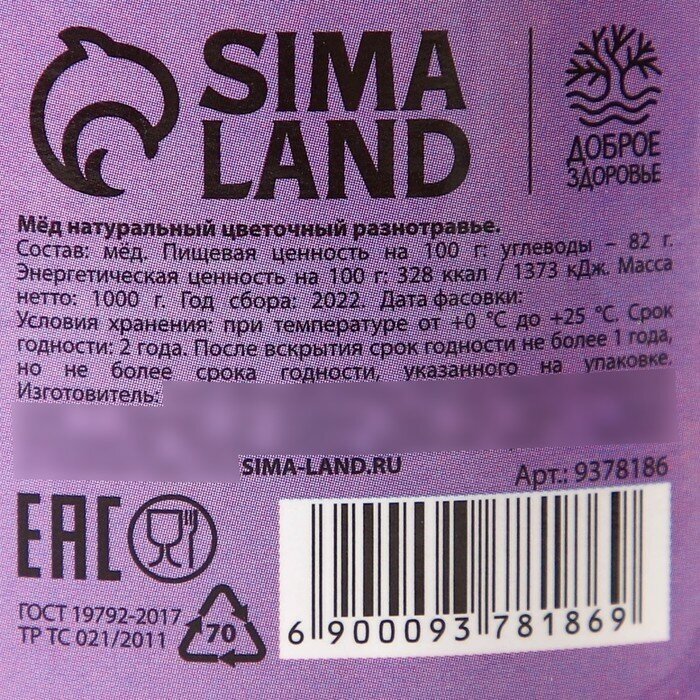 SIMA
LAND
ДОБРОЕ
ЗДОРОВЬЕ
Мёд натуральный цветочный разнотравье.
Состав: мёд. Пищевая ценность на 100 г: углеводы – 82 г.
Энергетическая ценность на 100 г: 328 ккал / 1373 кДж. Масса
нетто: 1000 г. Год сбора: 2022. Дата фасовки:
Условия хранения: при температуре от +0 °C до +25 °C. Срок
годности: 2 года. После вскрытия срок годности не более 1 года,
но не более срока годности, указанного на упаковке.
Изготовитель:
SIMA-LAND.RU
Арт.: 9378186
EAC
ГОСТ 19792-2017
ТР ТС 021/2011
70
6 900093 781869